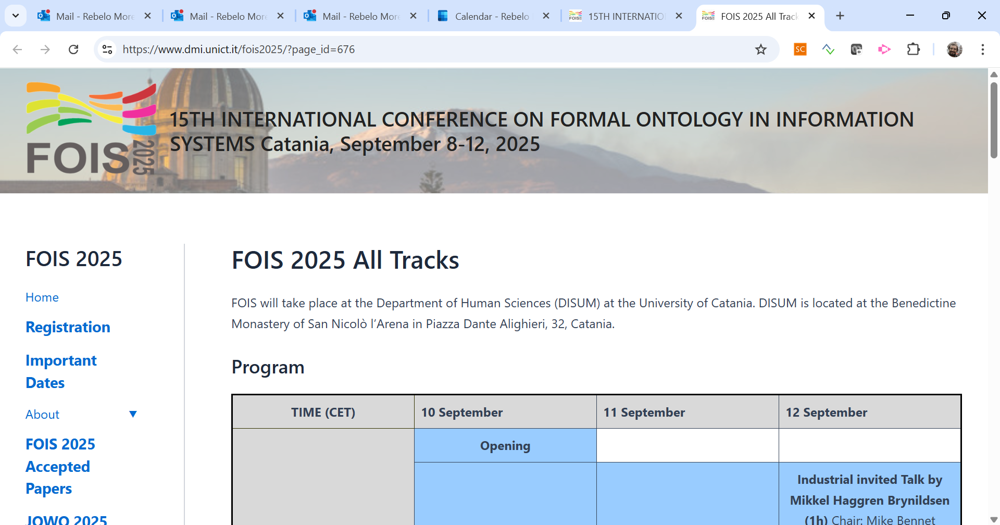 Mail - Rebelo More
Mail - Rebelo More
Mail - Rebelo More
Calendar - Rebelo
15TH INTERNATIO
FOIS 2025 All Track
https://www.dmi.unict.it/fois2025/?page_id=676
SC
FOIS 2025
15TH INTERNATIONAL CONFERENCE ON FORMAL ONTOLOGY IN INFORMATION
SYSTEMS Catania, September 8-12, 2025
FOIS 2025
Home
Registration
Important
Dates
About
FOIS 2025
Accepted
Papers
JOWO 2025
FOIS 2025 All Tracks
FOIS will take place at the Department of Human Sciences (DISUM) at the University of Catania. DISUM is located at the Benedictine
Monastery of San Nicolò l’Arena in Piazza Dante Alighieri, 32, Catania.
Program
TIME (CET)
10 September
11 September
12 September
Opening
Industrial invited Talk by
Mikkel Haggren Brynildsen
(1h) Chair: Mike Bennet